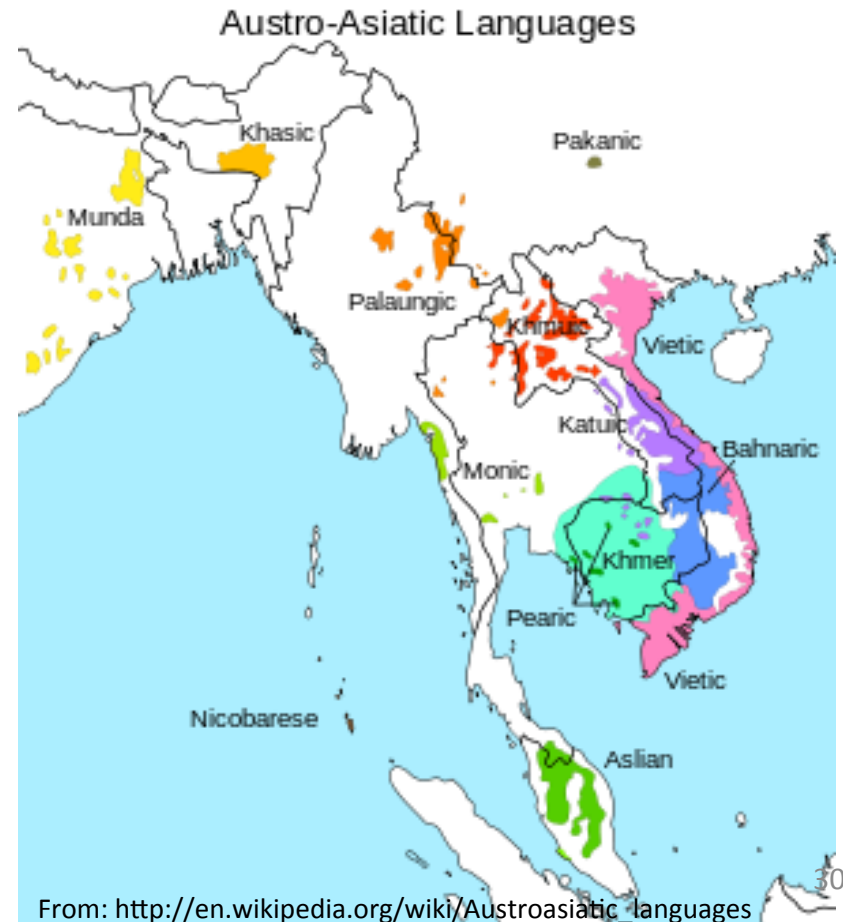 Austro-Asiatic Languages
Khasic
Pakanic
Munda
Palaungic
Khmuic
Vietic
Katuic
Bahnaric
Monic
Khmer
Pearic
Vietic
Nicobarese
Aslian
30
From: http://en.wikipedia.org/wiki/Austroasiatic_languages